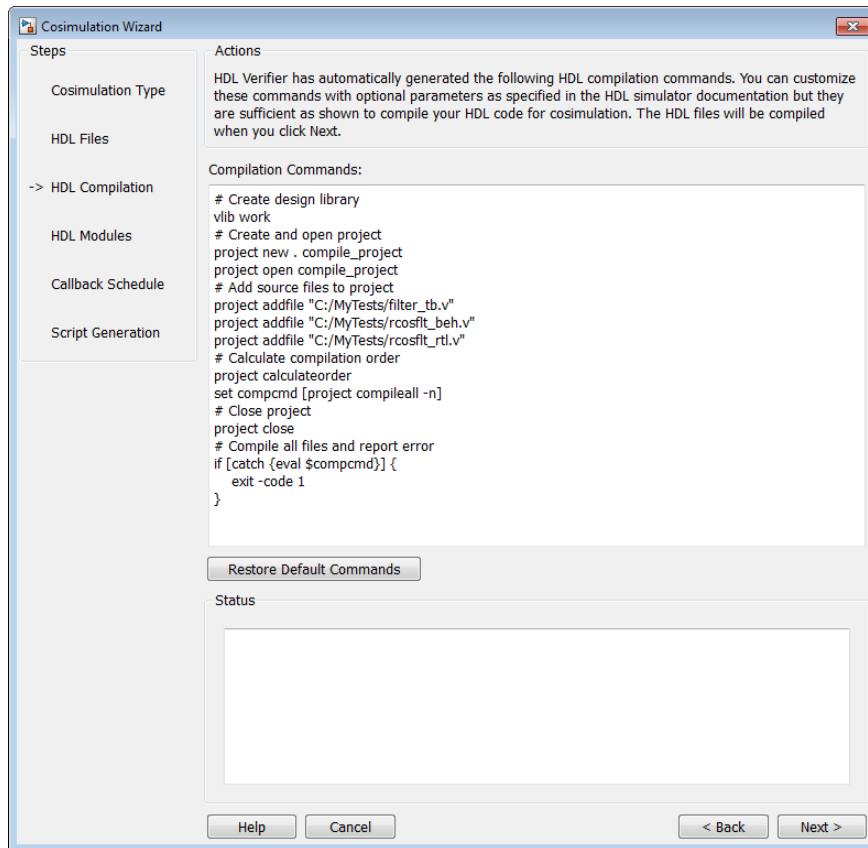 Cosimulation Wizard
Steps
Cosimulation Type
HDL Files
-> HDL Compilation
HDL Modules
Callback Schedule
Script Generation
Actions
HDL Verifier has automatically generated the following HDL compilation commands. You can customize
these commands with optional parameters as specified in the HDL simulator documentation but they
are sufficient as shown to compile your HDL code for cosimulation. The HDL files will be compiled
when you click Next.
Compilation Commands:
# Create design library
vlib work
# Create and open project
project new . compile_project
project open compile_project
# Add source files to project
project addfile "C:/MyTests/filter_tb.v"
project addfile "C:/MyTests/rcosflt_beh.v"
project addfile "C:/MyTests/rcosflt_rtl.v"
# Calculate compilation order
project calculateorder
set compcmd [project compileall -n]
# Close project
project close
# Compile all files and report error
if [catch {eval $compcmd}] {
    exit -code 1
}
Restore Default Commands
Status
Help
Cancel
< Back
Next >